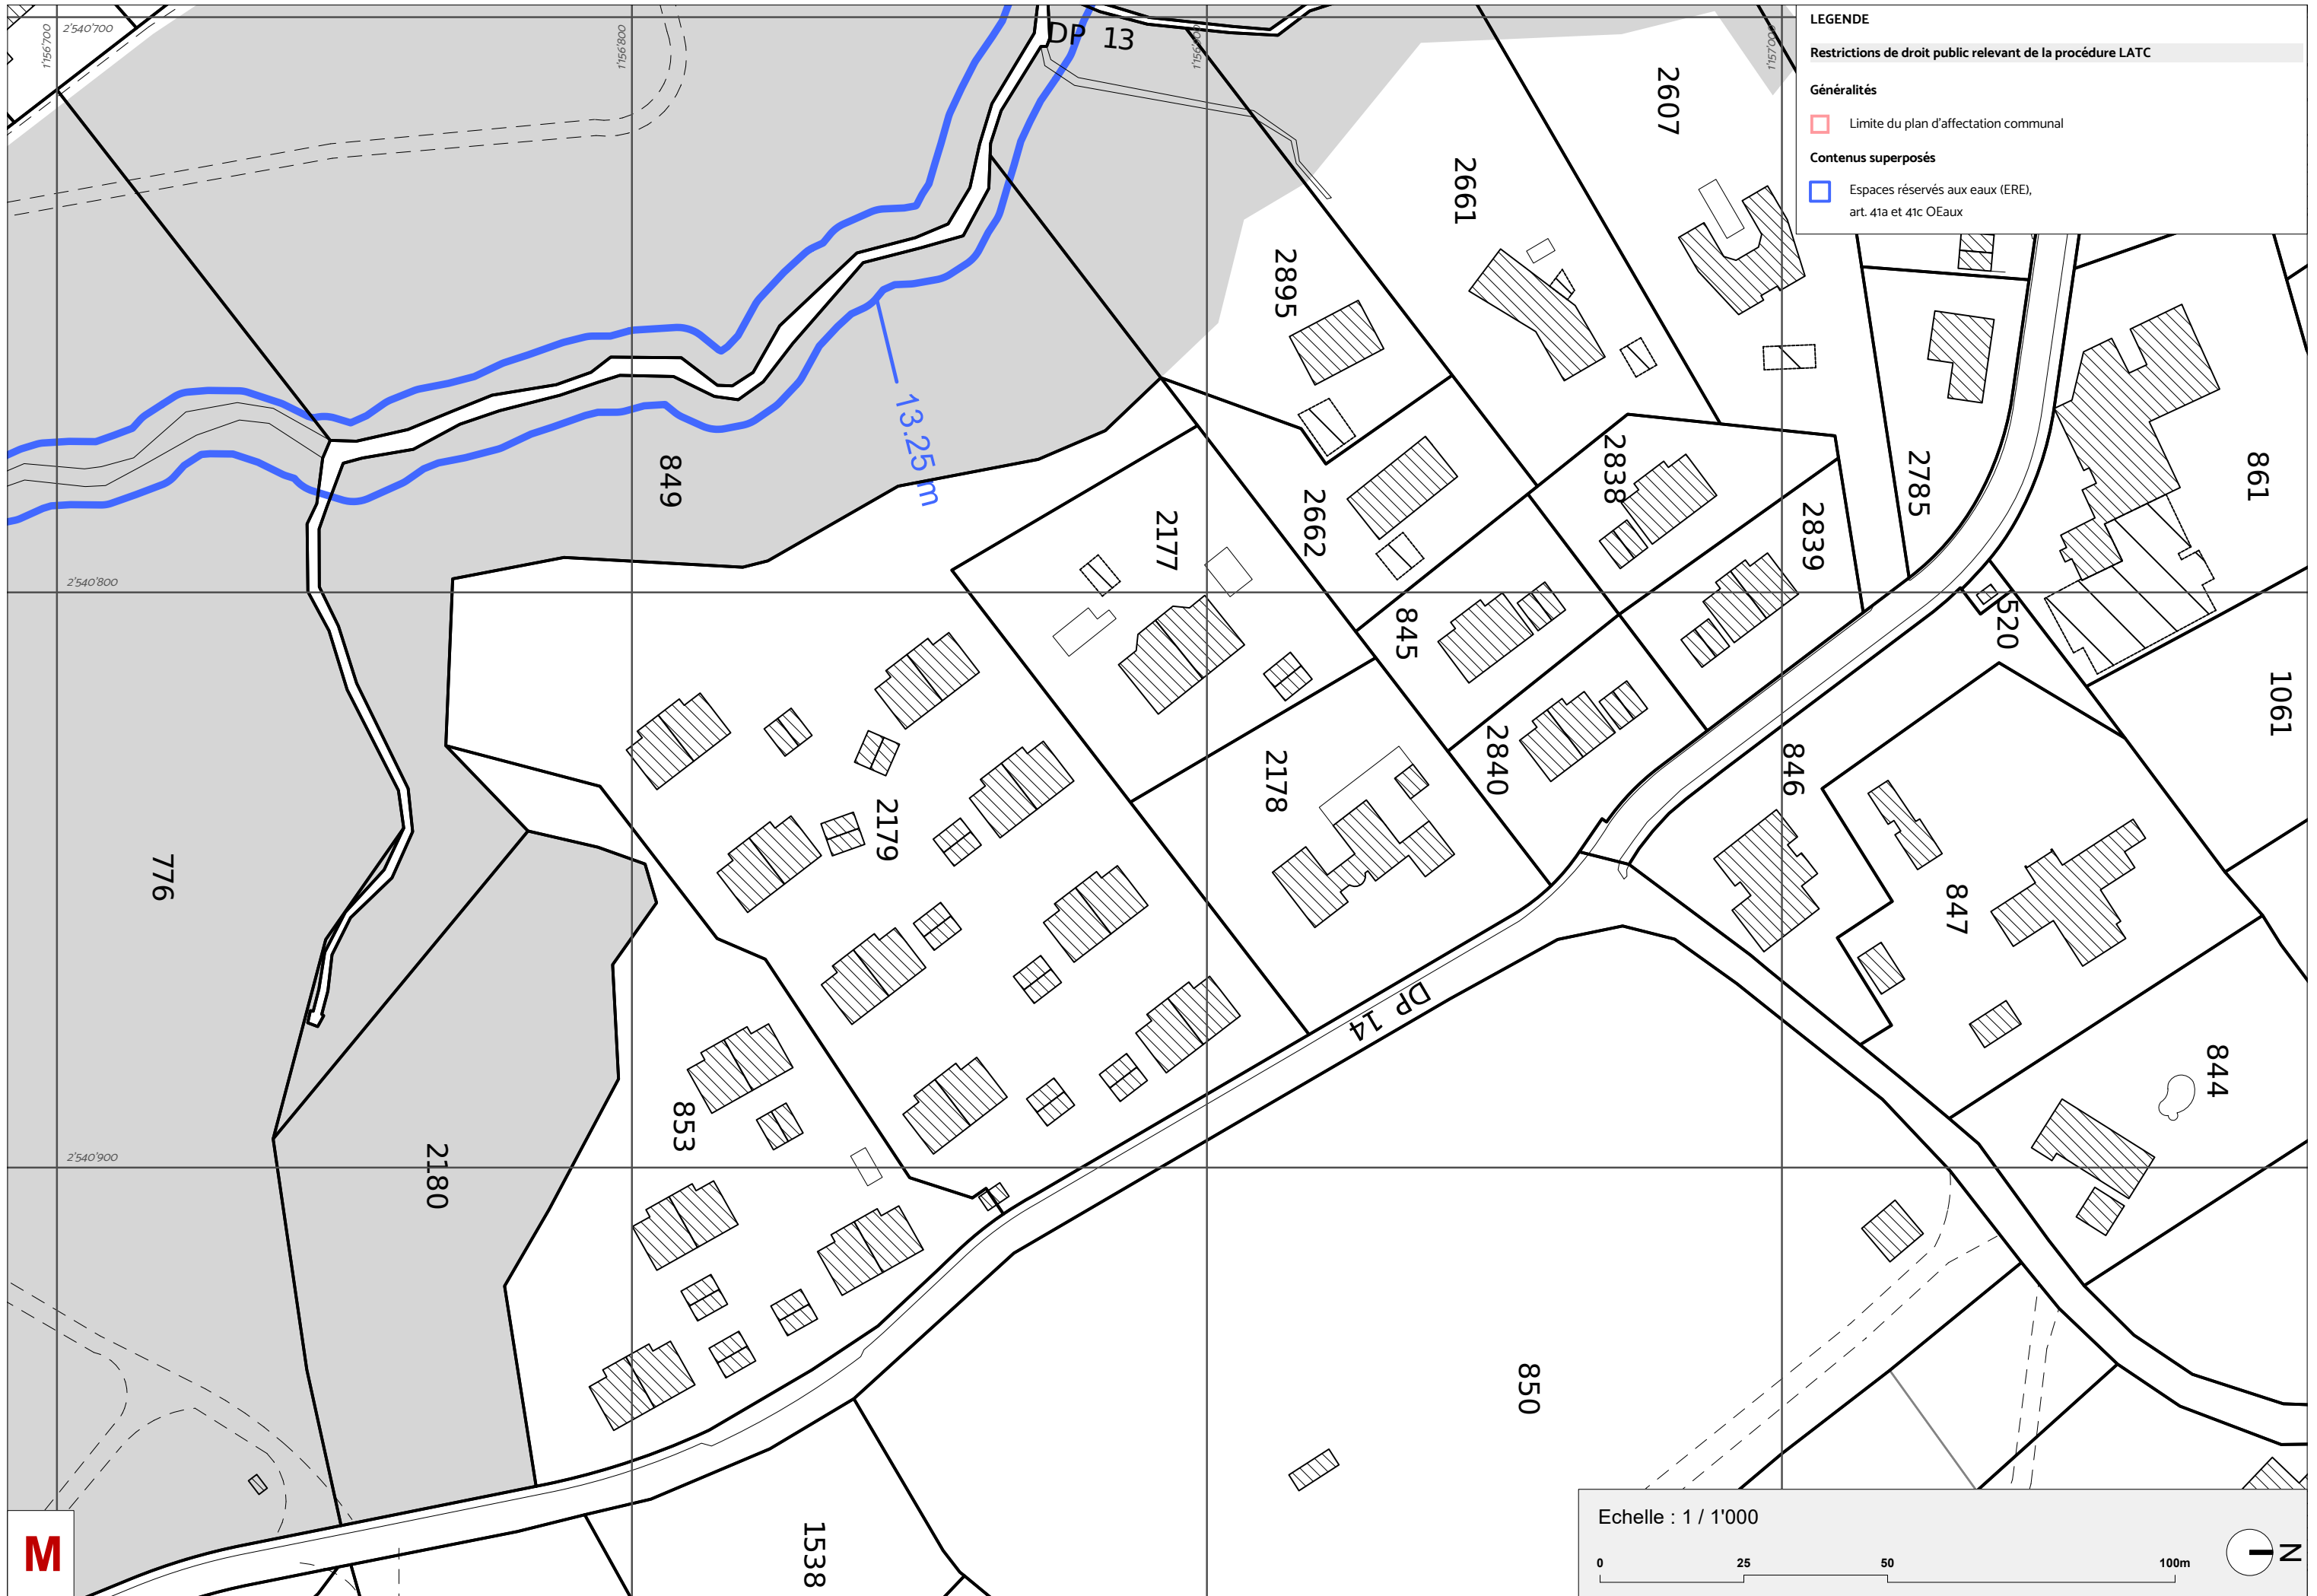 LEGENDE
Restrictions de droit public relevant de la procédure LATC
Généralités
Limite du plan d'affectation communal
Contenus superposés
Espaces réservés aux eaux (ERE),
art. 41a et 41c OEaux
1'156'700
2'540'700
1'156'800
DP 13
1'157'000
2607
2661
2895
13.25 m
849
2838
2785
861
2177
2662
2839
2'540'800
845
520
1061
2178
2840
846
2179
776
847
DP 14
853
844
2'540'900
2180
850
1538
M
Echelle : 1 / 1'000
0 25 50 100m
N